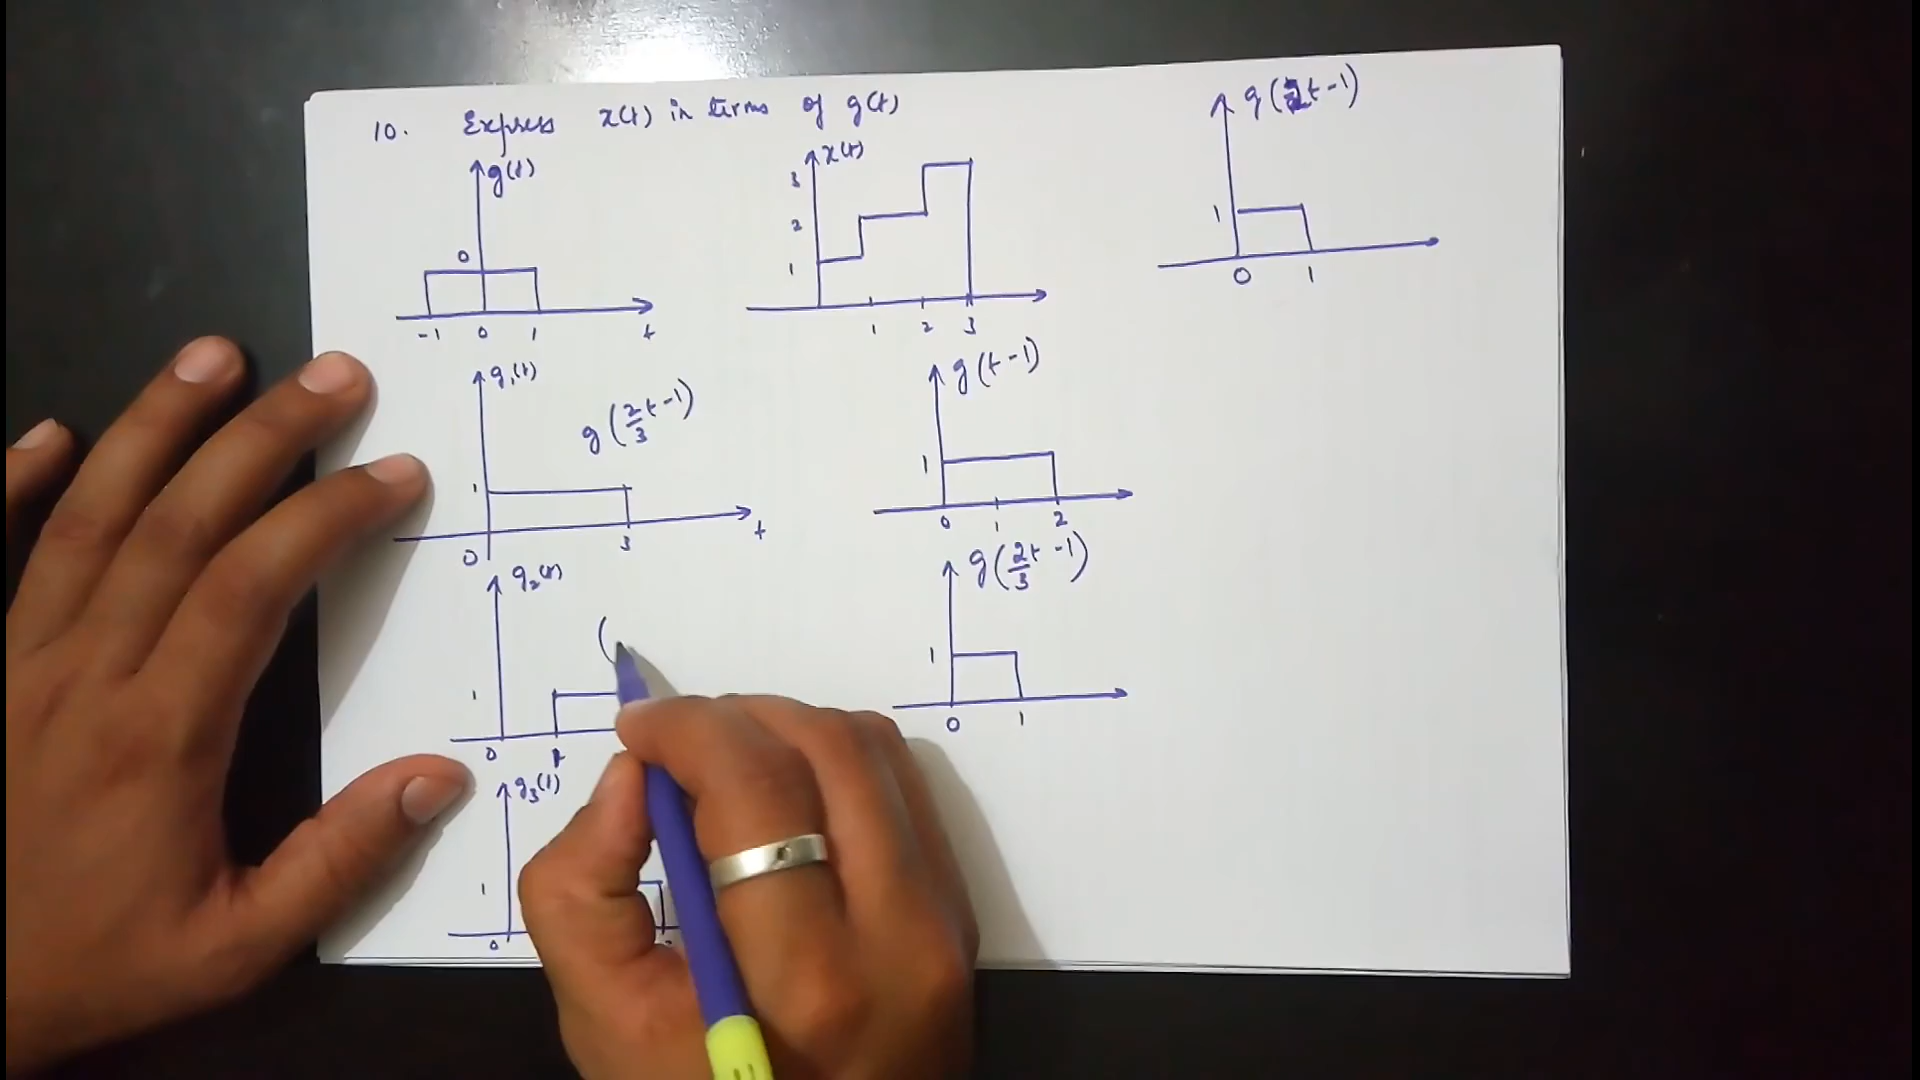 10. Express x(t) in terms of g(t)
g(t)
0
-1 0 1 t
x(t)
3
2
1
1 2 3
g(2t-1)
1
0 1
g₁(t)
g(2/3 t-1)
1
0 3 t
g(t-1)
1
0 1 2
g₂(t)
(
1
0 1
g(2/3 t-1)
1
0 1
g₃(t)
1
0